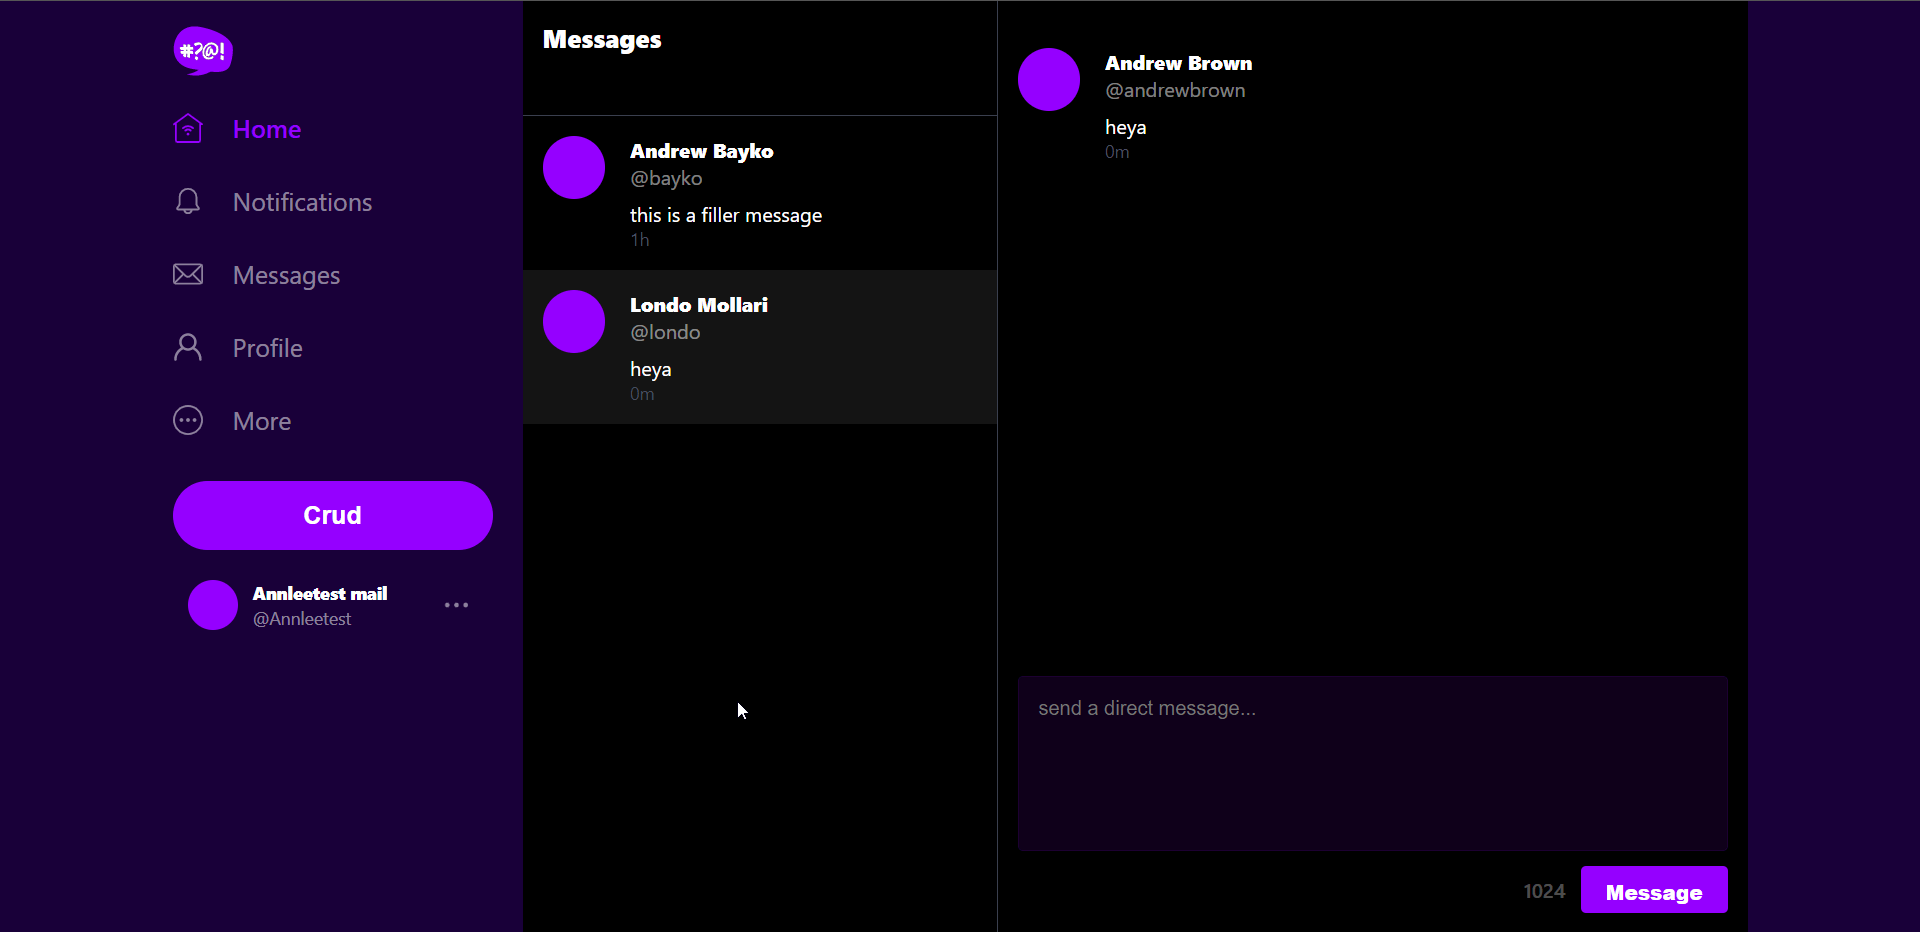 #?@!
Home
Notifications
Messages
Profile
More
Crud
Annleetest mail
@Annleetest
Messages
Andrew Bayko
@bayko
this is a filler message
1h
Londo Mollari
@londo
heya
0m
Andrew Brown
@andrewbrown
heya
0m
send a direct message...
1024
Message